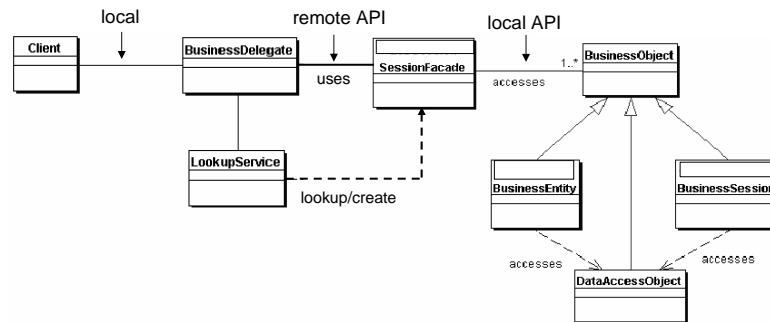 local
remote API
local API
Client
BusinessDelegate
SessionFacade
BusinessObject
uses
accesses
1..*
LookupService
lookup/create
BusinessEntity
BusinessSession
accesses
accesses
DataAccessObject